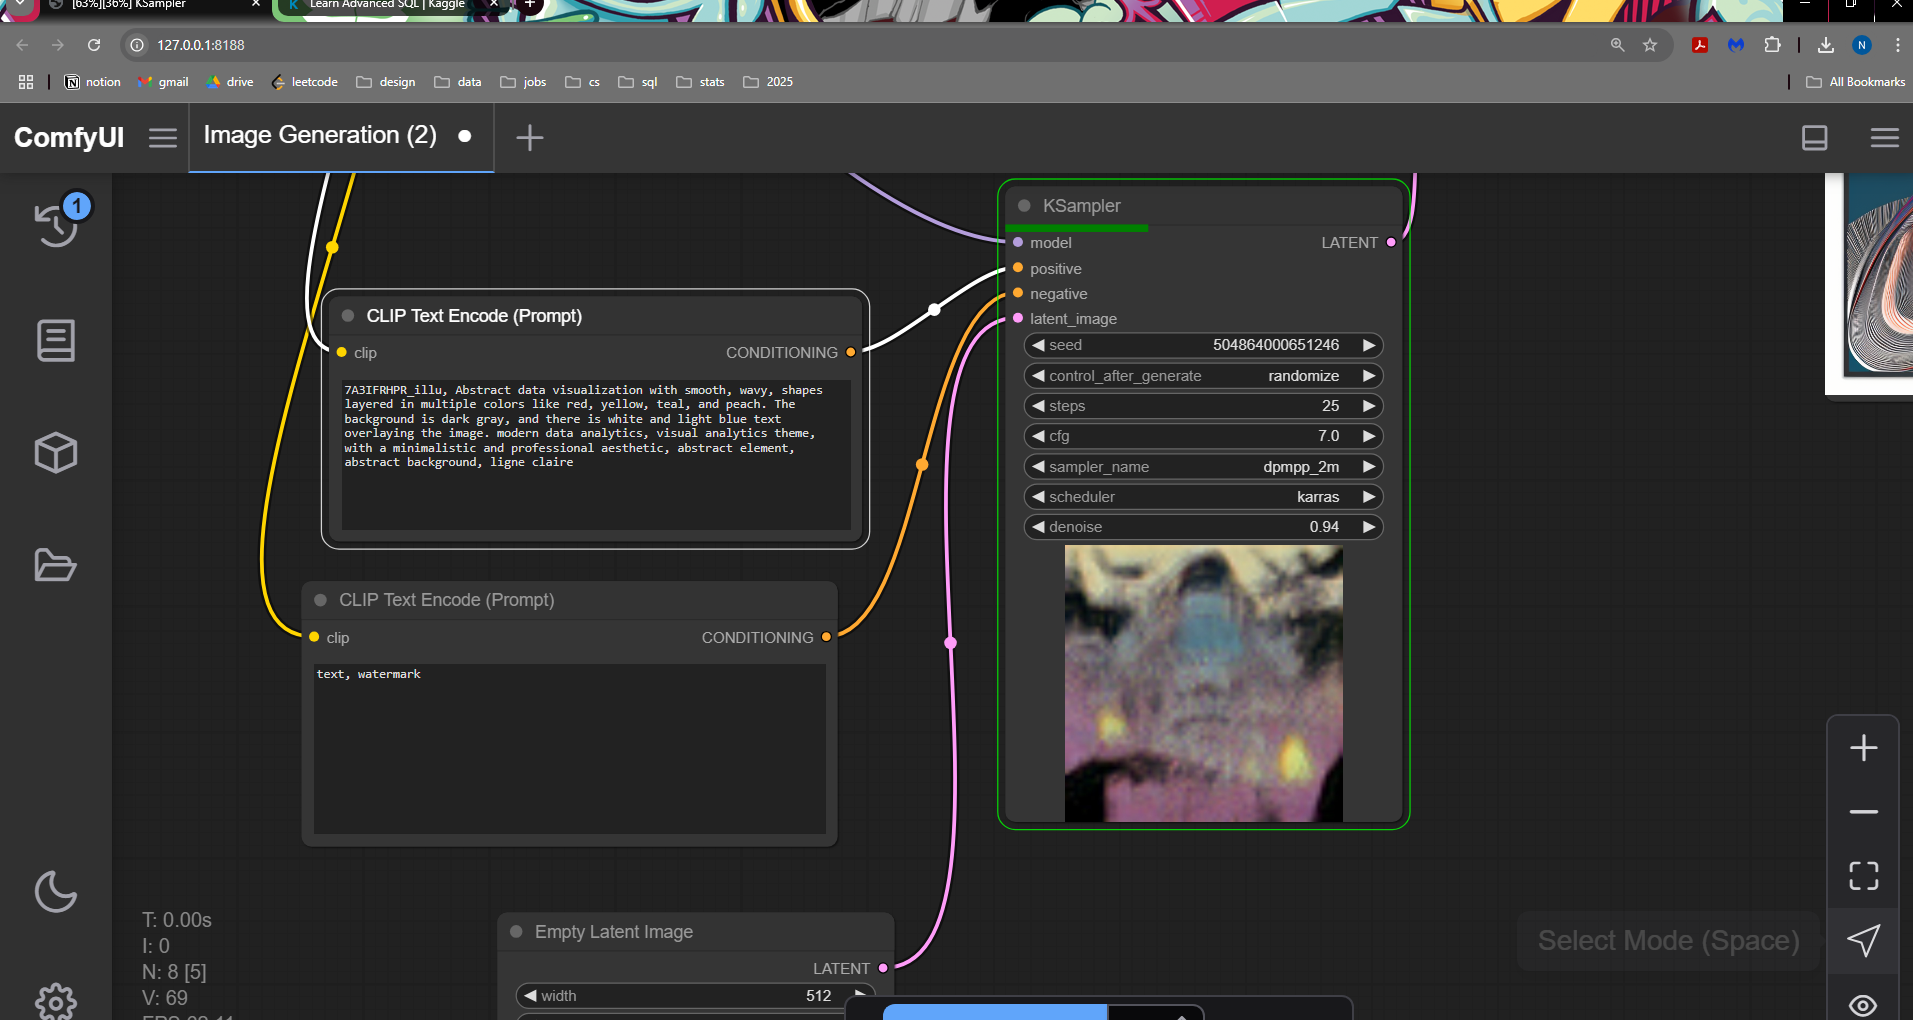 [63%][36%] KSampler
Learn Advanced SQL | Kaggle
127.0.0.1:8188
notion
gmail
drive
leetcode
design
data
jobs
cs
sql
stats
2025
All Bookmarks
ComfyUI
Image Generation (2)
1
KSampler
model
LATENT
positive
negative
latent_image
seed 504864000651246
control_after_generate randomize
steps 25
cfg 7.0
sampler_name dpmpp_2m
scheduler karras
denoise 0.94
CLIP Text Encode (Prompt)
clip
CONDITIONING
7A3IFRHPR_illu, Abstract data visualization with smooth, wavy, shapes
layered in multiple colors like red, yellow, teal, and peach. The
background is dark gray, and there is white and light blue text
overlaying the image. modern data analytics, visual analytics theme,
with a minimalistic and professional aesthetic, abstract element,
abstract background, ligne claire
CLIP Text Encode (Prompt)
clip
CONDITIONING
text, watermark
Empty Latent Image
LATENT
width 512
T: 0.00s
I: 0
N: 8 [5]
V: 69
Select Mode (Space)
N